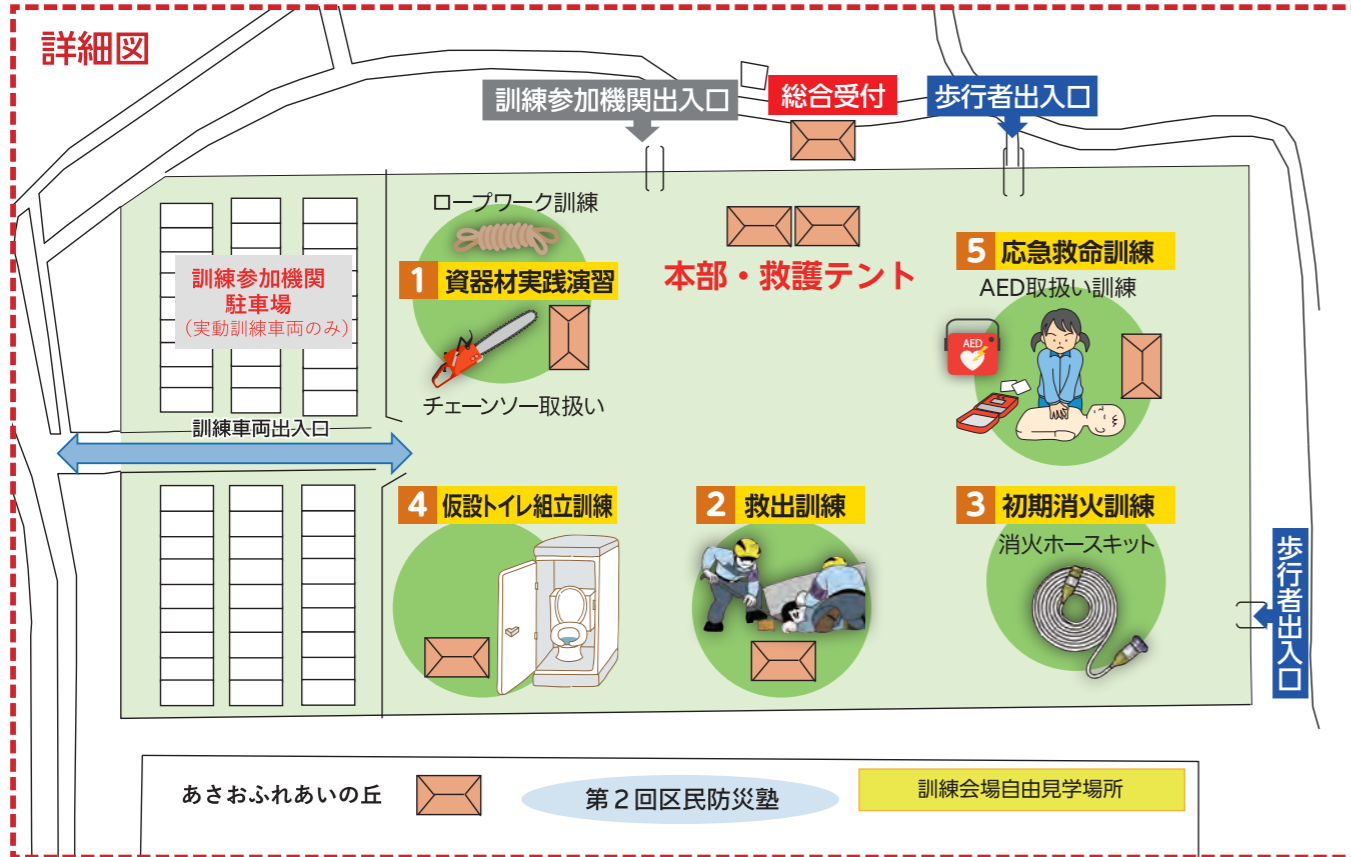 詳細図
訓練参加機関出入口
総合受付
歩行者出入口
ロープワーク訓練
1 資器材実践演習
チェーンソー取扱い
本部・救護テント
5 応急救命訓練
AED取扱い訓練
AED
訓練参加機関
駐車場
（実動訓練車両のみ）
訓練車両出入口
4 仮設トイレ組立訓練
2 救出訓練
3 初期消火訓練
消火ホースキット
歩行者出入口
あさおふれあいの丘
第２回区民防災塾
訓練会場自由見学場所